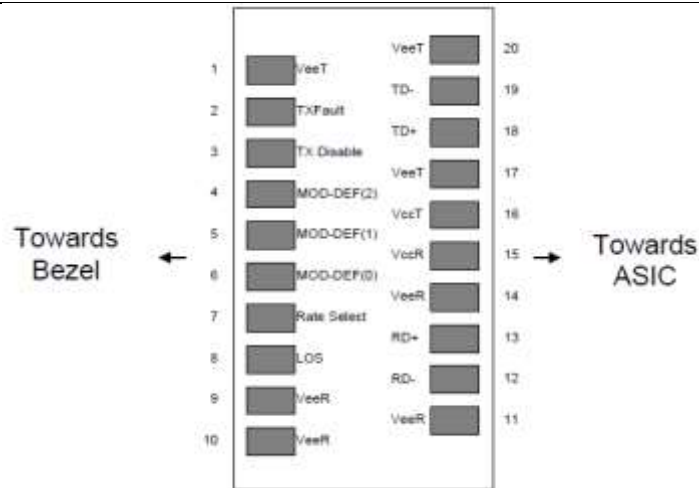 VeeT 20
1 VeeT
TD- 19
2 TXFault
TD+ 18
3 TX Disable
VeeT 17
4 MOD-DEF(2)
VccT 16
5 MOD-DEF(1)
Towards
Bezel
VccR 15
Towards
ASIC
6 MOD-DEF(0)
VeeR 14
7 Rate Select
RD+ 13
8 LOS
RD- 12
9 VeeR
VeeR 11
10 VeeR